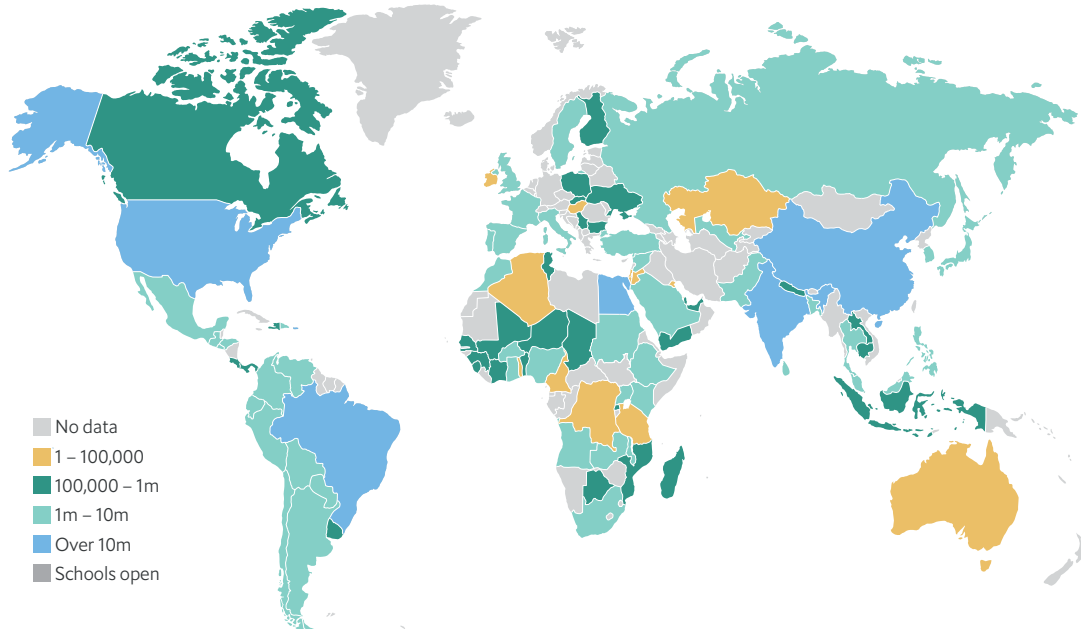 No data
1 – 100,000
100,000 – 1m
1m – 10m
Over 10m
Schools open